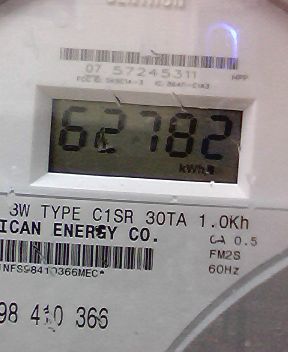 07 57245311
62782
kWh
3W TYPE C1SR 30TA 1.0Kh
ICAN ENERGY CO.
CA 0.5
FM2S
60Hz
NFS98410366MEC*
98 410 366